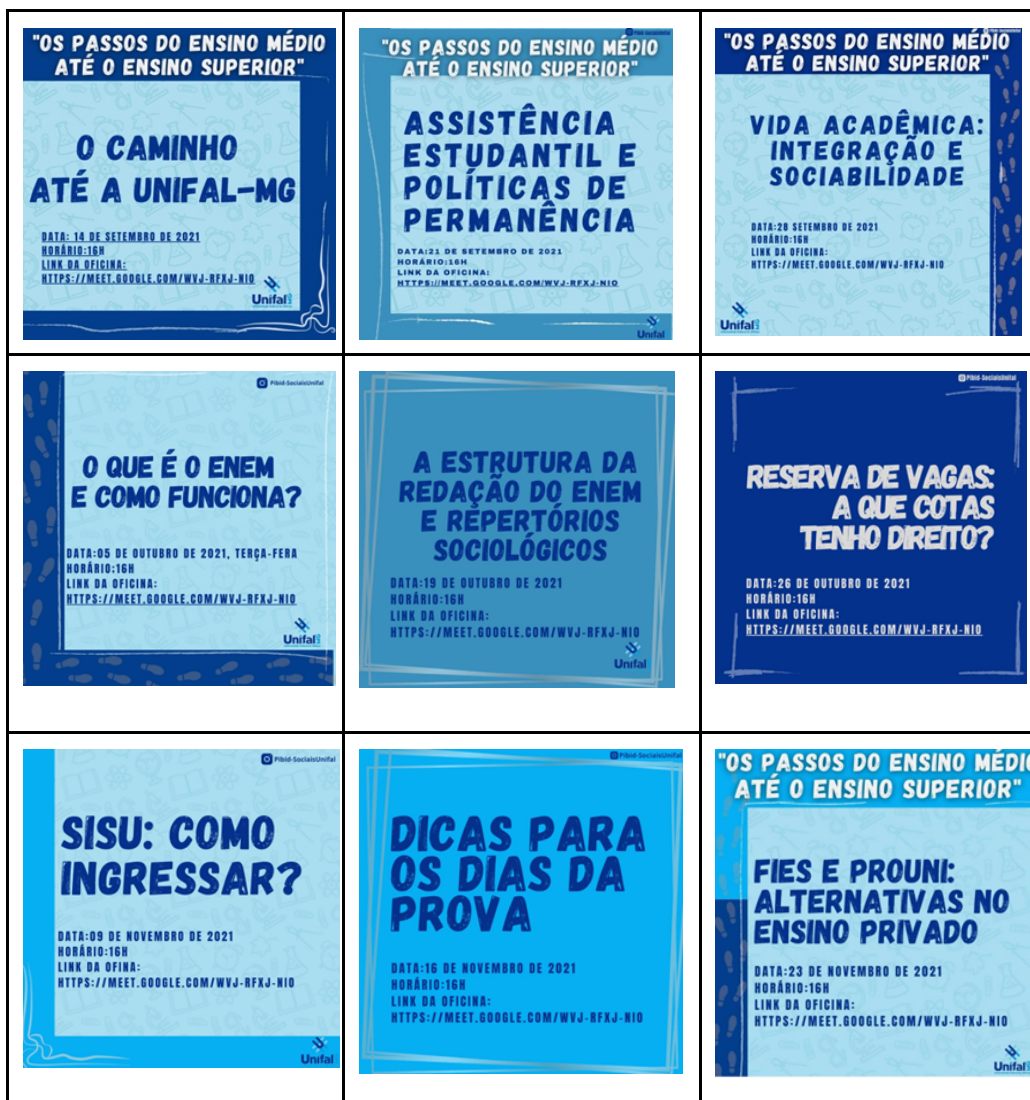 "OS PASSOS DO ENSINO MÉDIO
ATÉ O ENSINO SUPERIOR"
O CAMINHO
ATÉ A UNIFAL-MG
DATA: 14 DE SETEMBRO DE 2021
HORÁRIO:16H
LINK DA OFICINA:
HTTPS://MEET.GOOGLE.COM/WVJ-RFXJ-NIO
Unifal
"OS PASSOS DO ENSINO MÉDIO
ATÉ O ENSINO SUPERIOR"
ASSISTÊNCIA
ESTUDANTIL E
POLÍTICAS DE
PERMANÊNCIA
DATA:21 DE SETEMBRO DE 2021
HORÁRIO:16H
LINK DA OFICINA:
HTTPS://MEET.GOOGLE.COM/WVJ-RFXJ-NIO
Unifal
"OS PASSOS DO ENSINO MÉDIO
ATÉ O ENSINO SUPERIOR"
VIDA ACADÊMICA:
INTEGRAÇÃO E
SOCIABILIDADE
DATA:28 SETEMBRO DE 2021
HORÁRIO:16H
LINK DA OFICINA:
HTTPS://MEET.GOOGLE.COM/WVJ-RFXJ-NIO
Unifal
Pibid-SociaisUnifal
O QUE É O ENEM
E COMO FUNCIONA?
DATA:05 DE OUTUBRO DE 2021, TERÇA-FERA
HORÁRIO:16H
LINK DA OFICINA:
HTTPS://MEET.GOOGLE.COM/WVJ-RFXJ-NIO
Unifal
A ESTRUTURA DA
REDAÇÃO DO ENEM
E REPERTÓRIOS
SOCIOLÓGICOS
DATA:19 DE OUTUBRO DE 2021
HORÁRIO:16H
LINK DA OFICINA:
HTTPS://MEET.GOOGLE.COM/WVJ-RFXJ-NIO
Unifal
Pibid-SociaisUnifal
RESERVA DE VAGAS:
A QUE COTAS
TENHO DIREITO?
DATA:26 DE OUTUBRO DE 2021
HORÁRIO:16H
LINK DA OFICINA:
HTTPS://MEET.GOOGLE.COM/WVJ-RFXJ-NIO
Pibid-SociaisUnifal
SISU: COMO
INGRESSAR?
DATA:09 DE NOVEMBRO DE 2021
HORÁRIO:16H
LINK DA OFINA:
HTTPS://MEET.GOOGLE.COM/WVJ-RFXJ-NIO
Unifal
Pibid-SociaisUnifal
DICAS PARA
OS DIAS DA
PROVA
DATA:16 DE NOVEMBRO DE 2021
HORÁRIO:16H
LINK DA OFICINA:
HTTPS://MEET.GOOGLE.COM/WVJ-RFXJ-NIO
"OS PASSOS DO ENSINO MÉDIO
ATÉ O ENSINO SUPERIOR"
FIES E PROUNI:
ALTERNATIVAS NO
ENSINO PRIVADO
DATA:23 DE NOVEMBRO DE 2021
HORÁRIO:16H
LINK DA OFICINA:
HTTPS://MEET.GOOGLE.COM/WVJ-RFXJ-NIO
Unifal